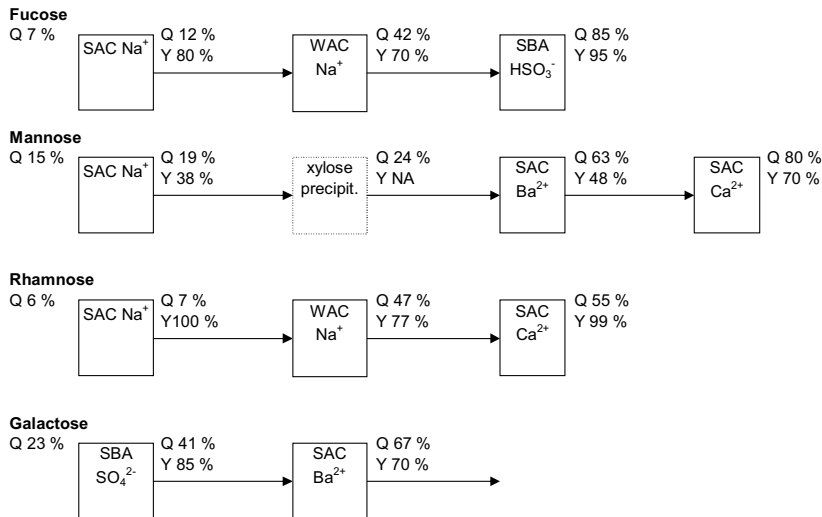 Fucose
Q 7 %
SAC Na⁺
Q 12 %
Y 80 %
WAC
Na⁺
Q 42 %
Y 70 %
SBA
HSO₃⁻
Q 85 %
Y 95 %
Mannose
Q 15 %
SAC Na⁺
Q 19 %
Y 38 %
xylose
precipit.
Q 24 %
Y NA
SAC
Ba²⁺
Q 63 %
Y 48 %
SAC
Ca²⁺
Q 80 %
Y 70 %
Rhamnose
Q 6 %
SAC Na⁺
Q 7 %
Y100 %
WAC
Na⁺
Q 47 %
Y 77 %
SAC
Ca²⁺
Q 55 %
Y 99 %
Galactose
Q 23 %
SBA
SO₄²⁻
Q 41 %
Y 85 %
SAC
Ba²⁺
Q 67 %
Y 70 %